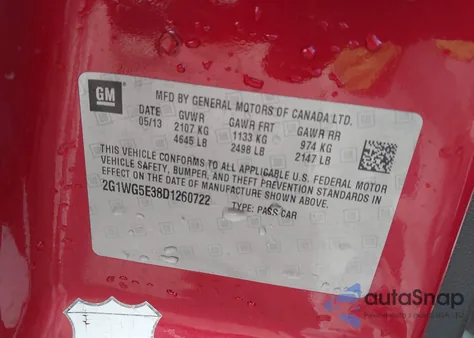 GM
MFD BY GENERAL MOTORS OF CANADA LTD.
DATE GVWR GAWR FRT GAWR RR
05/13 2107 KG 1133 KG 974 KG
4645 LB 2498 LB 2147 LB
THIS VEHICLE CONFORMS TO ALL APPLICABLE U.S. FEDERAL MOTOR
VEHICLE SAFETY, BUMPER, AND THEFT PREVENTION STANDARDS IN
EFFECT ON THE DATE OF MANUFACTURE SHOWN ABOVE.
2G1WG5E38D1260722
TYPE: PASS CAR
autaSnap